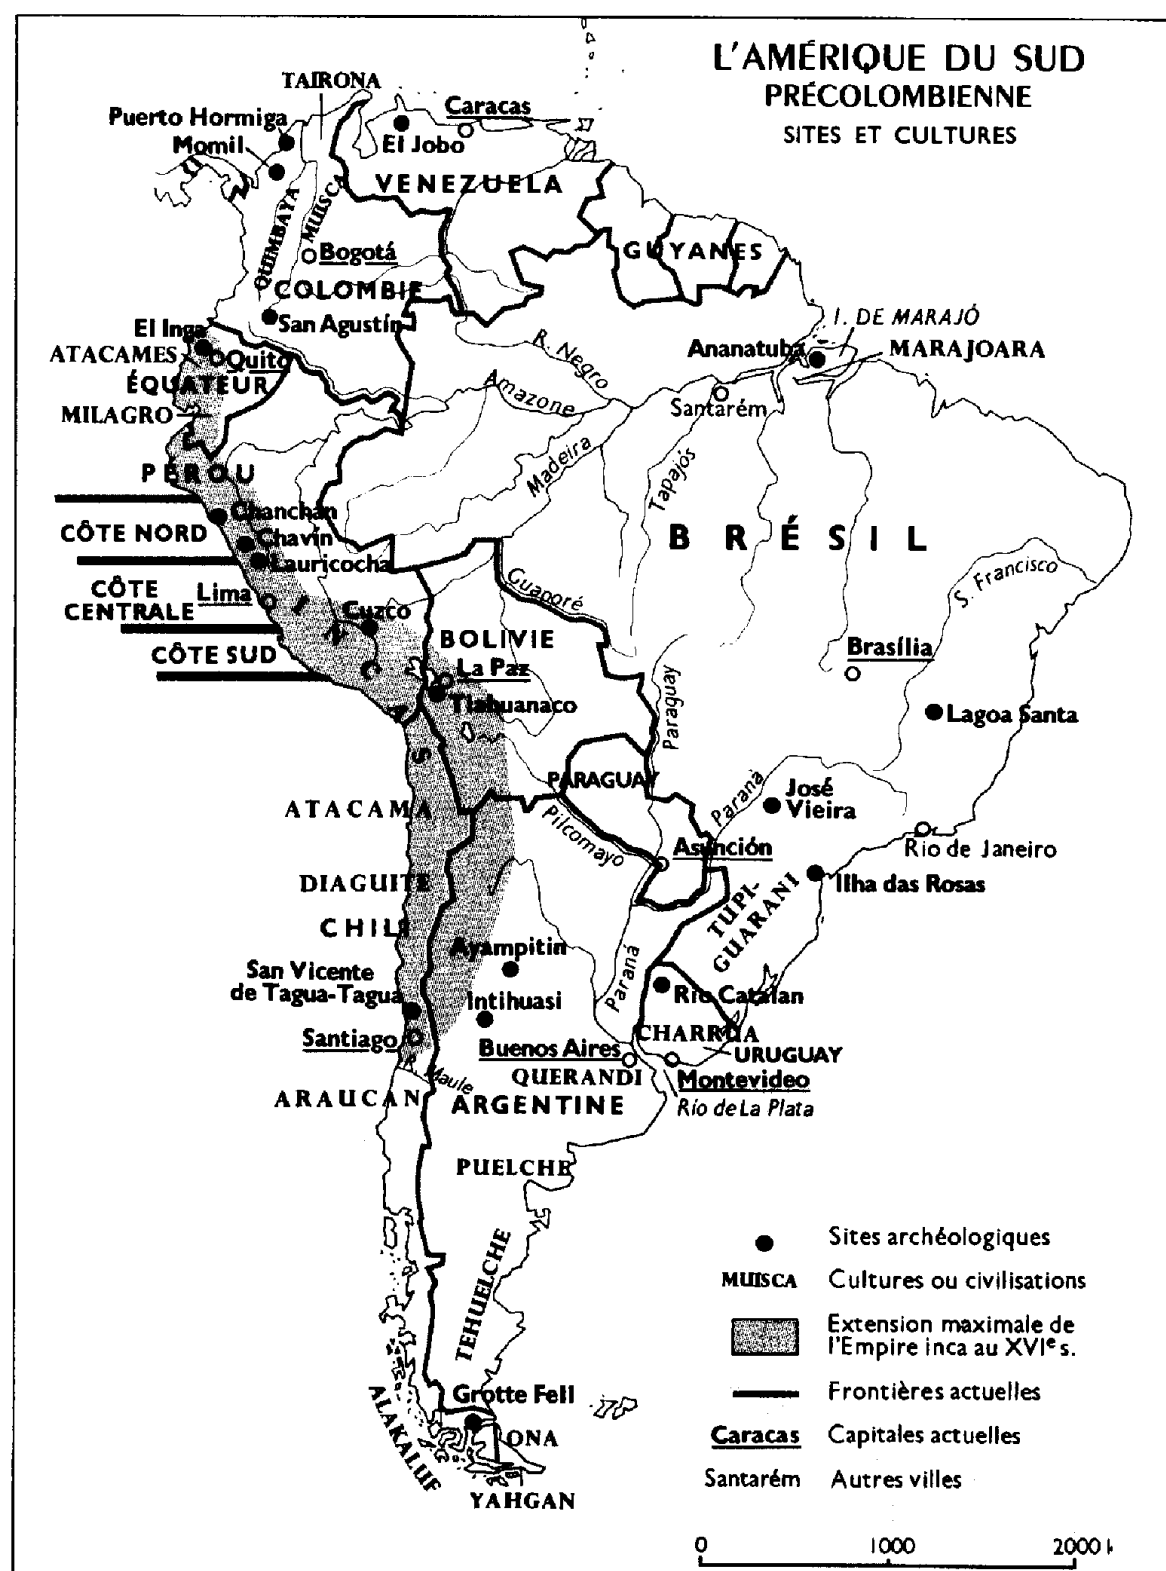 L'AMÉRIQUE DU SUD
PRÉCOLOMBIENNE
SITES ET CULTURES
TAIRONA
Puerto Hormiga
Momil
Caracas
El Jobo
VENEZUELA
QUIMBAYA
MUISCA
Bogotá
COLOMBIE
San Agustín
GUYANES
El Inga
ATACAMES
Quito
ÉQUATEUR
MILAGRO
PÉROU
R. Negro
Amazone
Madeira
Tapajós
I. DE MARAJÓ
Ananatuba
MARAJOARA
Santarém
BRÉSIL
CÔTE NORD
Chanchán
Chavín
Lauricocha
CÔTE
CENTRALE
Lima
CÔTE SUD
Cuzco
INCAS
BOLIVIE
La Paz
Tiahuanaco
Guaporé
S. Francisco
Brasília
Lagoa Santa
Paraguay
PARAGUAY
Pilcomayo
Asunción
Paraná
José
Vieira
Rio de Janeiro
Ilha das Rosas
TUPI-
GUARANI
ATACAMA
DIAGUITE
CHILI
Ayampitin
San Vicente
de Tagua-Tagua
Intihuasi
Santiago
R. Maule
ARAUCAN
Paraná
Río Catalan
CHARRUA
URUGUAY
Buenos Aires
QUERANDI
Montevideo
Río de La Plata
ARGENTINE
PUELCHE
TEHUELCHE
Grotte Fell
ALAKALUF
ONA
YAHGAN
Sites archéologiques
MUISCA Cultures ou civilisations
Extension maximale de
l'Empire inca au XVIe s.
Frontières actuelles
Caracas Capitales actuelles
Santarém Autres villes
0 1000 2000